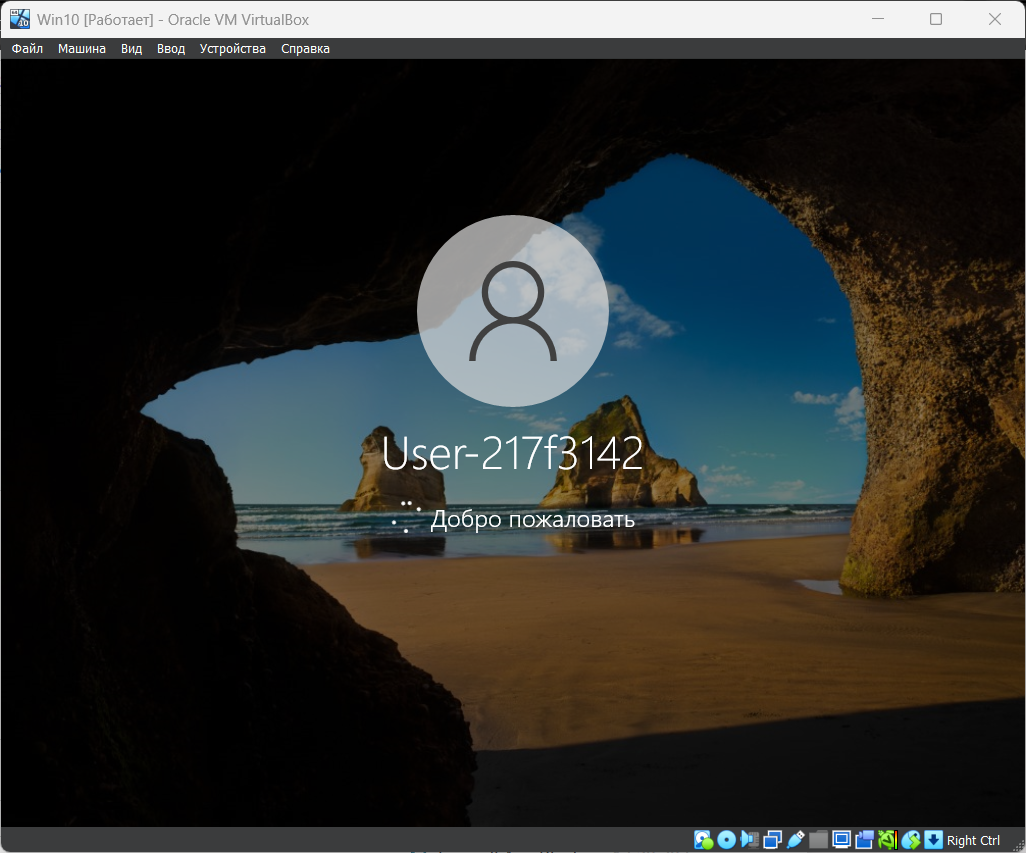 Win10 [Работает] - Oracle VM VirtualBox
Файл Машина Вид Ввод Устройства Справка
User-217f3142
Добро пожаловать
Right Ctrl